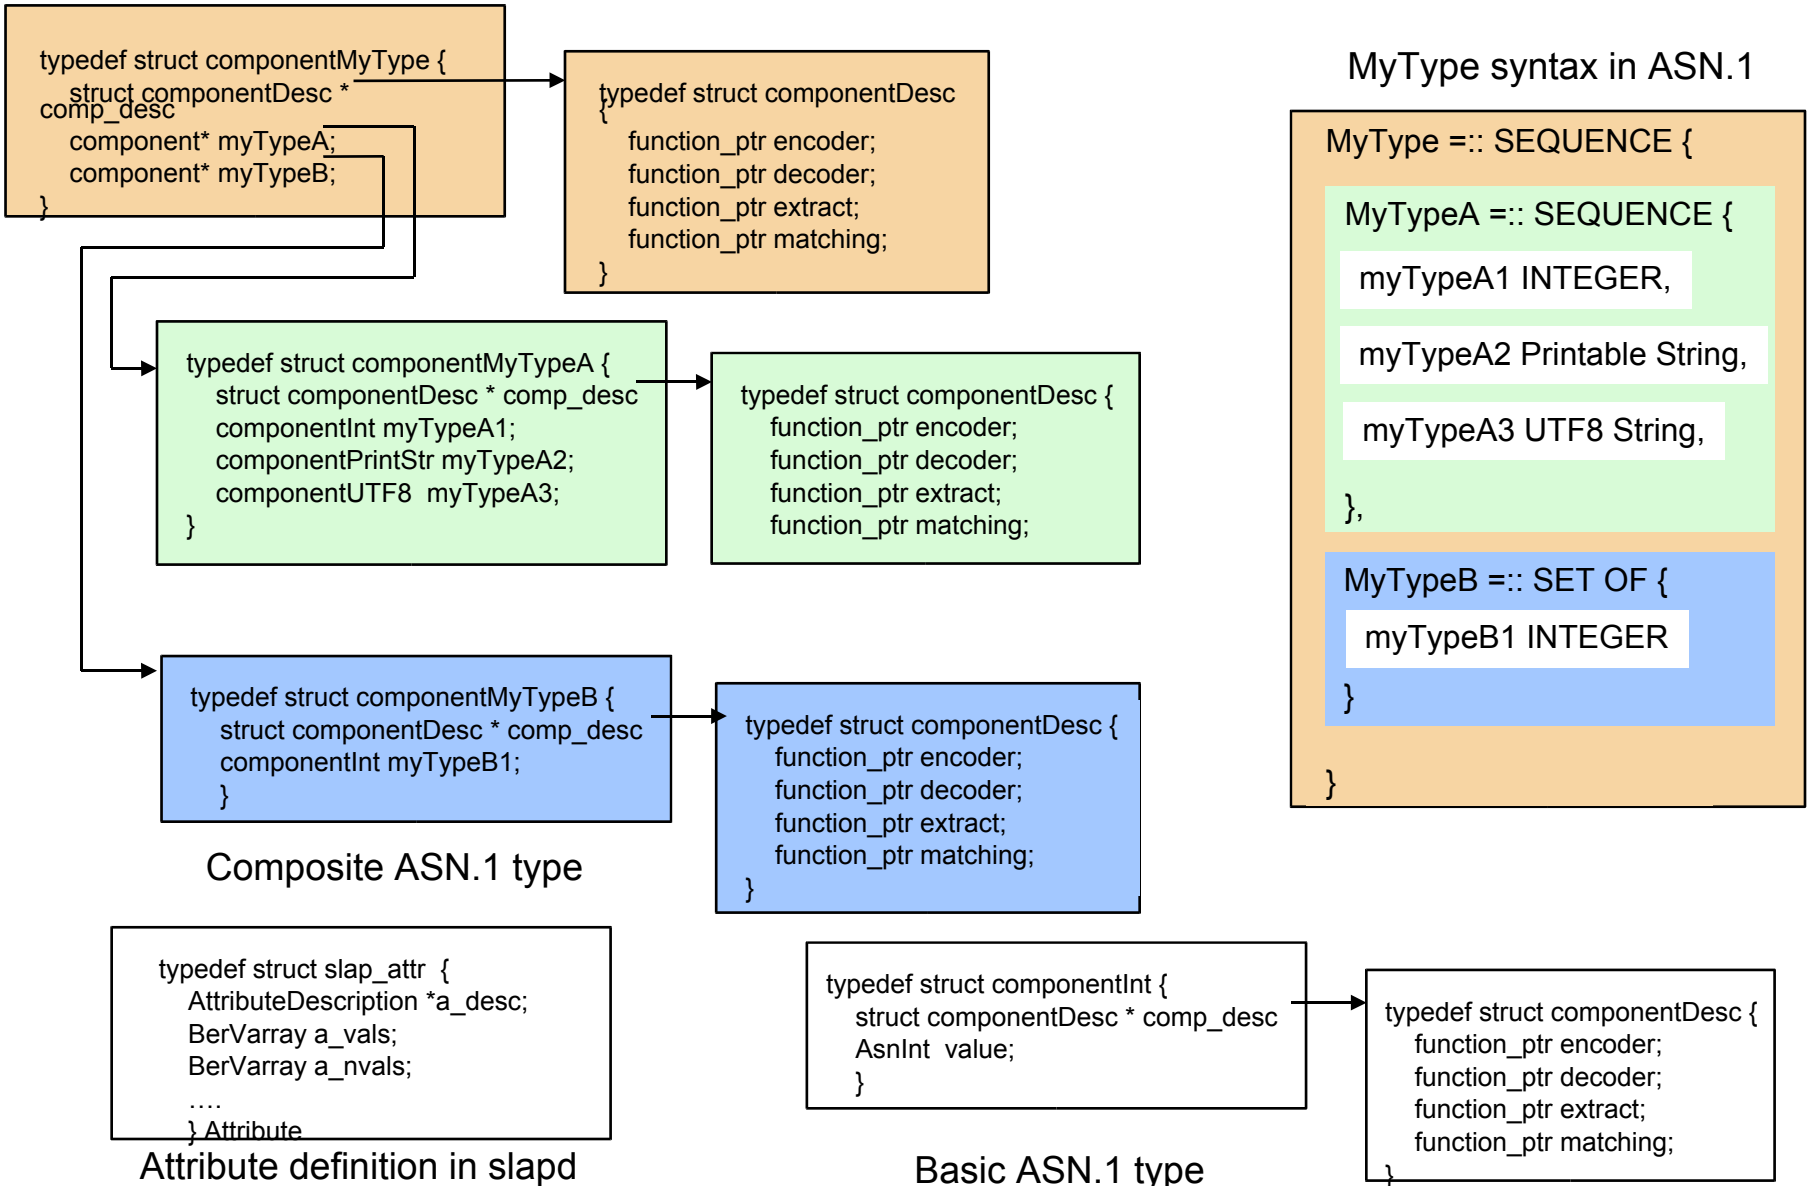 typedef struct componentMyType {
struct componentDesc *
comp_desc
component* myTypeA;
component* myTypeB;
}
typedef struct componentDesc
{
function_ptr encoder;
function_ptr decoder;
function_ptr extract;
function_ptr matching;
}
MyType syntax in ASN.1
MyType =:: SEQUENCE {
MyTypeA =:: SEQUENCE {
myTypeA1 INTEGER,
myTypeA2 Printable String,
myTypeA3 UTF8 String,
},
MyTypeB =:: SET OF {
myTypeB1 INTEGER
}
}
typedef struct componentMyTypeA {
struct componentDesc * comp_desc
componentInt myTypeA1;
componentPrintStr myTypeA2;
componentUTF8  myTypeA3;
}
typedef struct componentDesc {
function_ptr encoder;
function_ptr decoder;
function_ptr extract;
function_ptr matching;
typedef struct componentMyTypeB {
struct componentDesc * comp_desc
componentInt myTypeB1;
}
typedef struct componentDesc {
function_ptr encoder;
function_ptr decoder;
function_ptr extract;
function_ptr matching;
}
Composite ASN.1 type
typedef struct slap_attr  {
AttributeDescription *a_desc;
BerVarray a_vals;
BerVarray a_nvals;
….
} Attribute
Attribute definition in slapd
typedef struct componentInt {
struct componentDesc * comp_desc
AsnInt  value;
}
typedef struct componentDesc {
function_ptr encoder;
function_ptr decoder;
function_ptr extract;
function_ptr matching;
}
Basic ASN.1 type